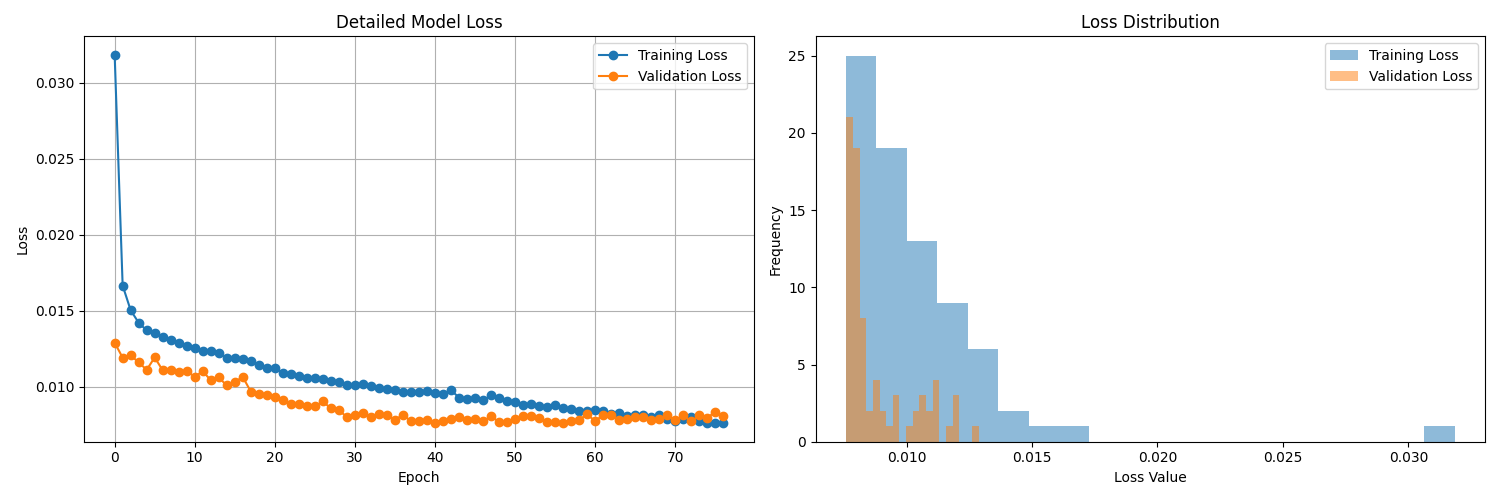 Detailed Model Loss
Training Loss
Validation Loss
0.030
0.025
0.020
0.015
0.010
Loss
0 10 20 30 40 50 60 70
Epoch
Loss Distribution
Training Loss
Validation Loss
25
20
15
10
5
0
Frequency
0.010 0.015 0.020 0.025 0.030
Loss Value